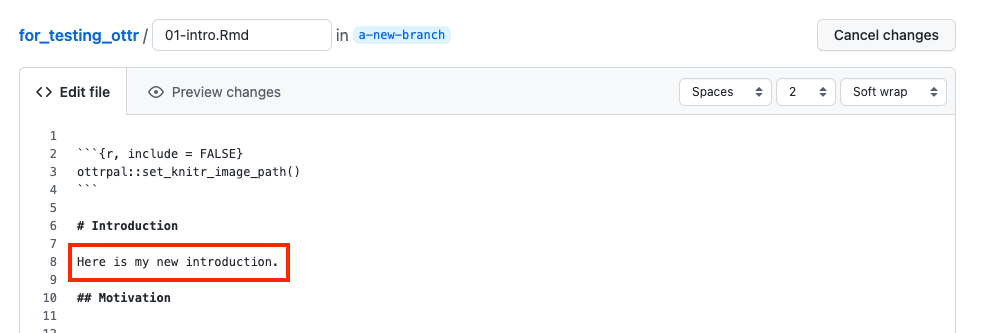 for_testing_ottr / 01-intro.Rmd in a-new-branch Cancel changes
<> Edit file Preview changes Spaces 2 Soft wrap
1
2 ```{r, include = FALSE}
3 ottrpal::set_knitr_image_path()
4 ```
5
6 # Introduction
7
8 Here is my new introduction.
9
10 ## Motivation
11
12